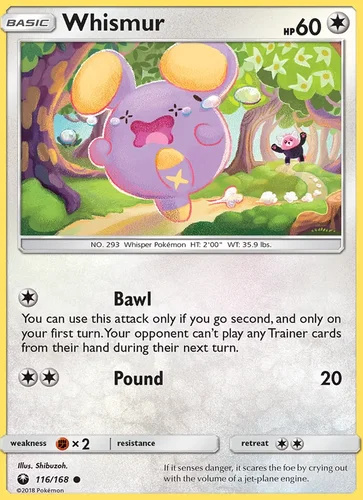 BASIC Whismur HP 60
NO. 293 Whisper Pokémon HT: 2'00" WT: 35.9 lbs.
Bawl
You can use this attack only if you go second, and only on
your first turn. Your opponent can't play any Trainer cards
from their hand during their next turn.
Pound 20
weakness × 2 resistance retreat
Illus. Shibuzoh.
116/168
©2018 Pokémon
If it senses danger, it scares the foe by crying out
with the volume of a jet-plane engine.